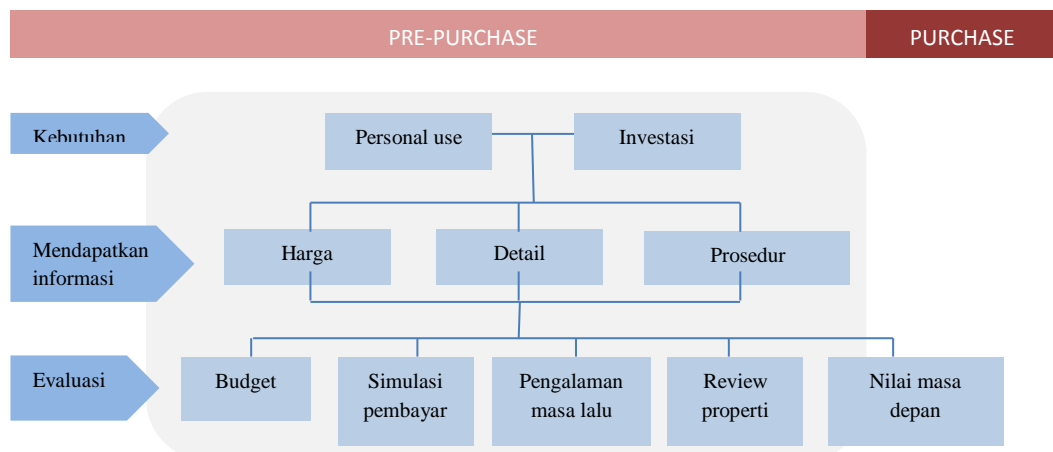 PRE-PURCHASE
PURCHASE
Kebutuhan
Personal use
Investasi
Mendapatkan
informasi
Harga
Detail
Prosedur
Evaluasi
Budget
Simulasi
pembayar
Pengalaman
masa lalu
Review
properti
Nilai masa
depan